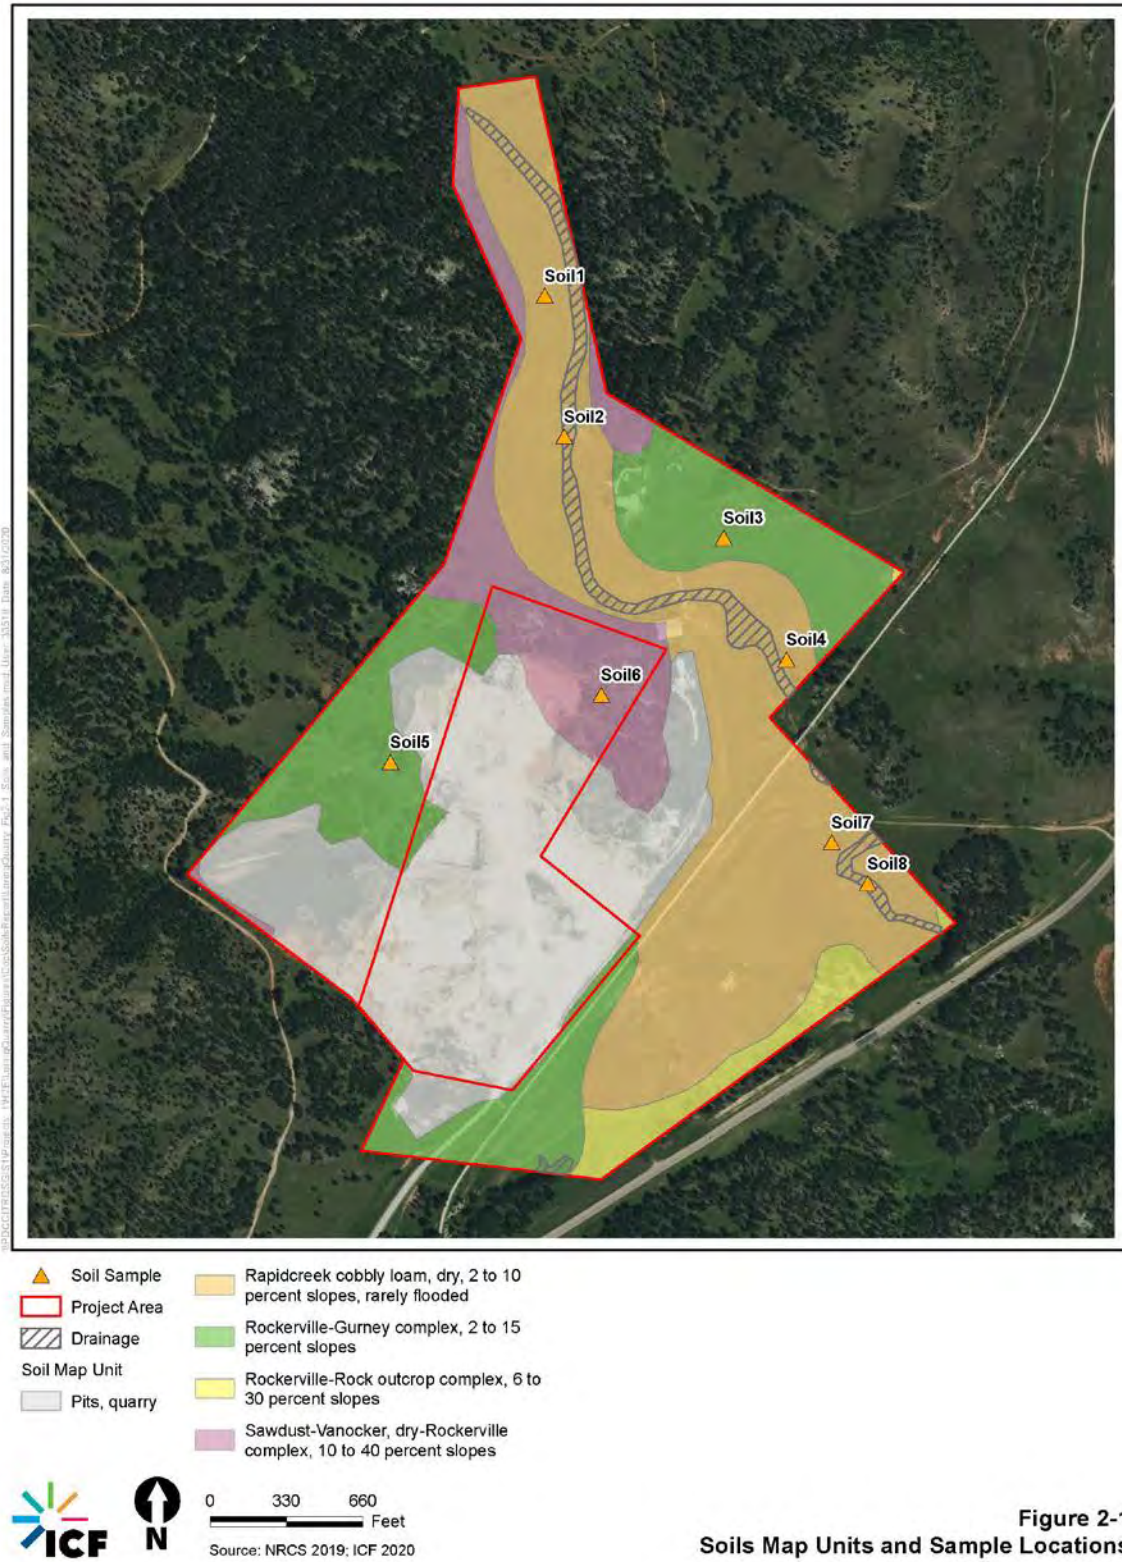 Soil1
Soil2
Soil3
Soil4
Soil6
Soil5
Soil7
Soil8
Soil Sample
Project Area
Drainage
Soil Map Unit
Pits, quarry
Rapidcreek cobbly loam, dry, 2 to 10
percent slopes, rarely flooded
Rockerville-Gurney complex, 2 to 15
percent slopes
Rockerville-Rock outcrop complex, 6 to
30 percent slopes
Sawdust-Vanocker, dry-Rockerville
complex, 10 to 40 percent slopes
ICF
N
0 330 660
Feet
Source: NRCS 2019; ICF 2020
Figure 2-1
Soils Map Units and Sample Locations